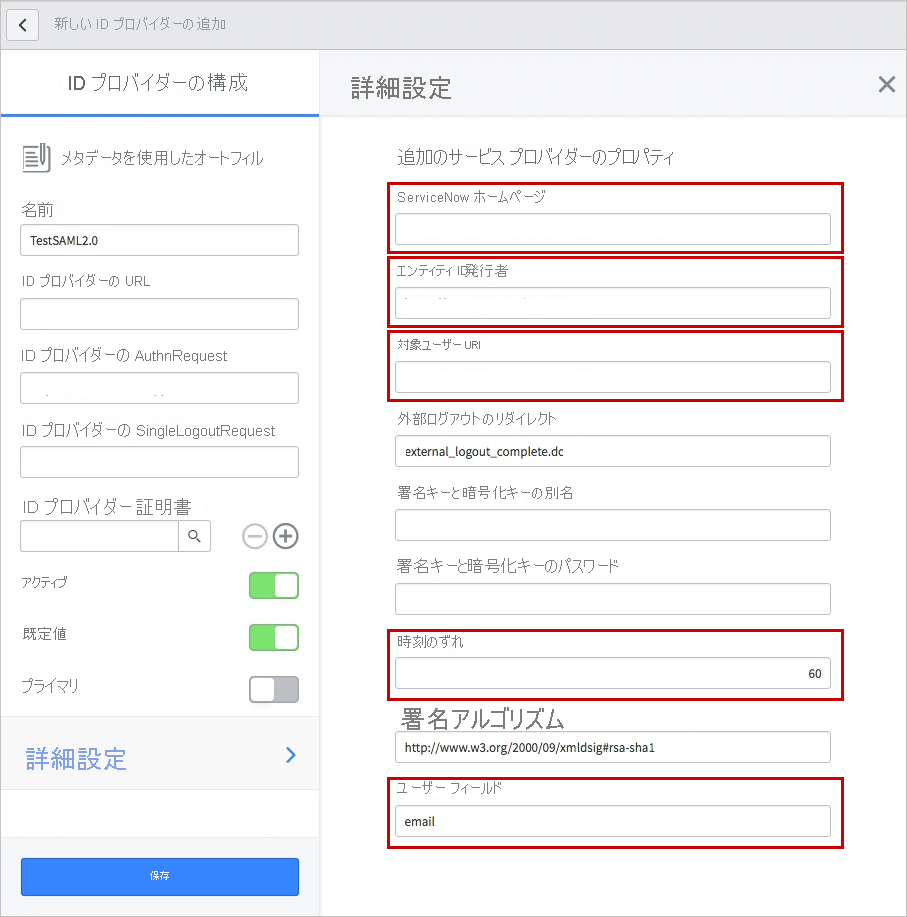 新しい ID プロバイダーの追加
ID プロバイダーの構成
メタデータを使用したオートフィル
名前
TestSAML2.0
ID プロバイダーの URL
ID プロバイダーの AuthnRequest
ID プロバイダーの SingleLogoutRequest
ID プロバイダー 証明書
アクティブ
既定値
プライマリ
詳細設定
保存
詳細設定
追加のサービス プロバイダーのプロパティ
ServiceNow ホームページ
エンティティ ID発行者
対象ユーザー URI
外部ログアウトのリダイレクト
external_logout_complete.dc
署名キーと暗号化キーの別名
署名キーと暗号化キーのパスワード
時刻のずれ
60
署名アルゴリズム
http://www.w3.org/2000/09/xmldsig#rsa-sha1
ユーザー フィールド
email